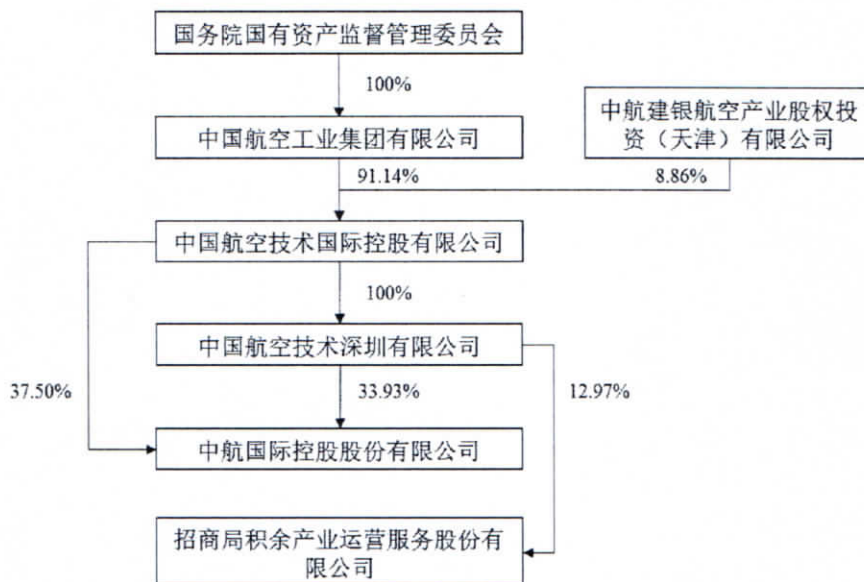 国务院国有资产监督管理委员会
100%
中国航空工业集团有限公司
中航建银航空产业股权投
资（天津）有限公司
91.14%
8.86%
中国航空技术国际控股有限公司
100%
中国航空技术深圳有限公司
37.50%
33.93%
12.97%
中航国际控股股份有限公司
招商局积余产业运营服务股份有
限公司